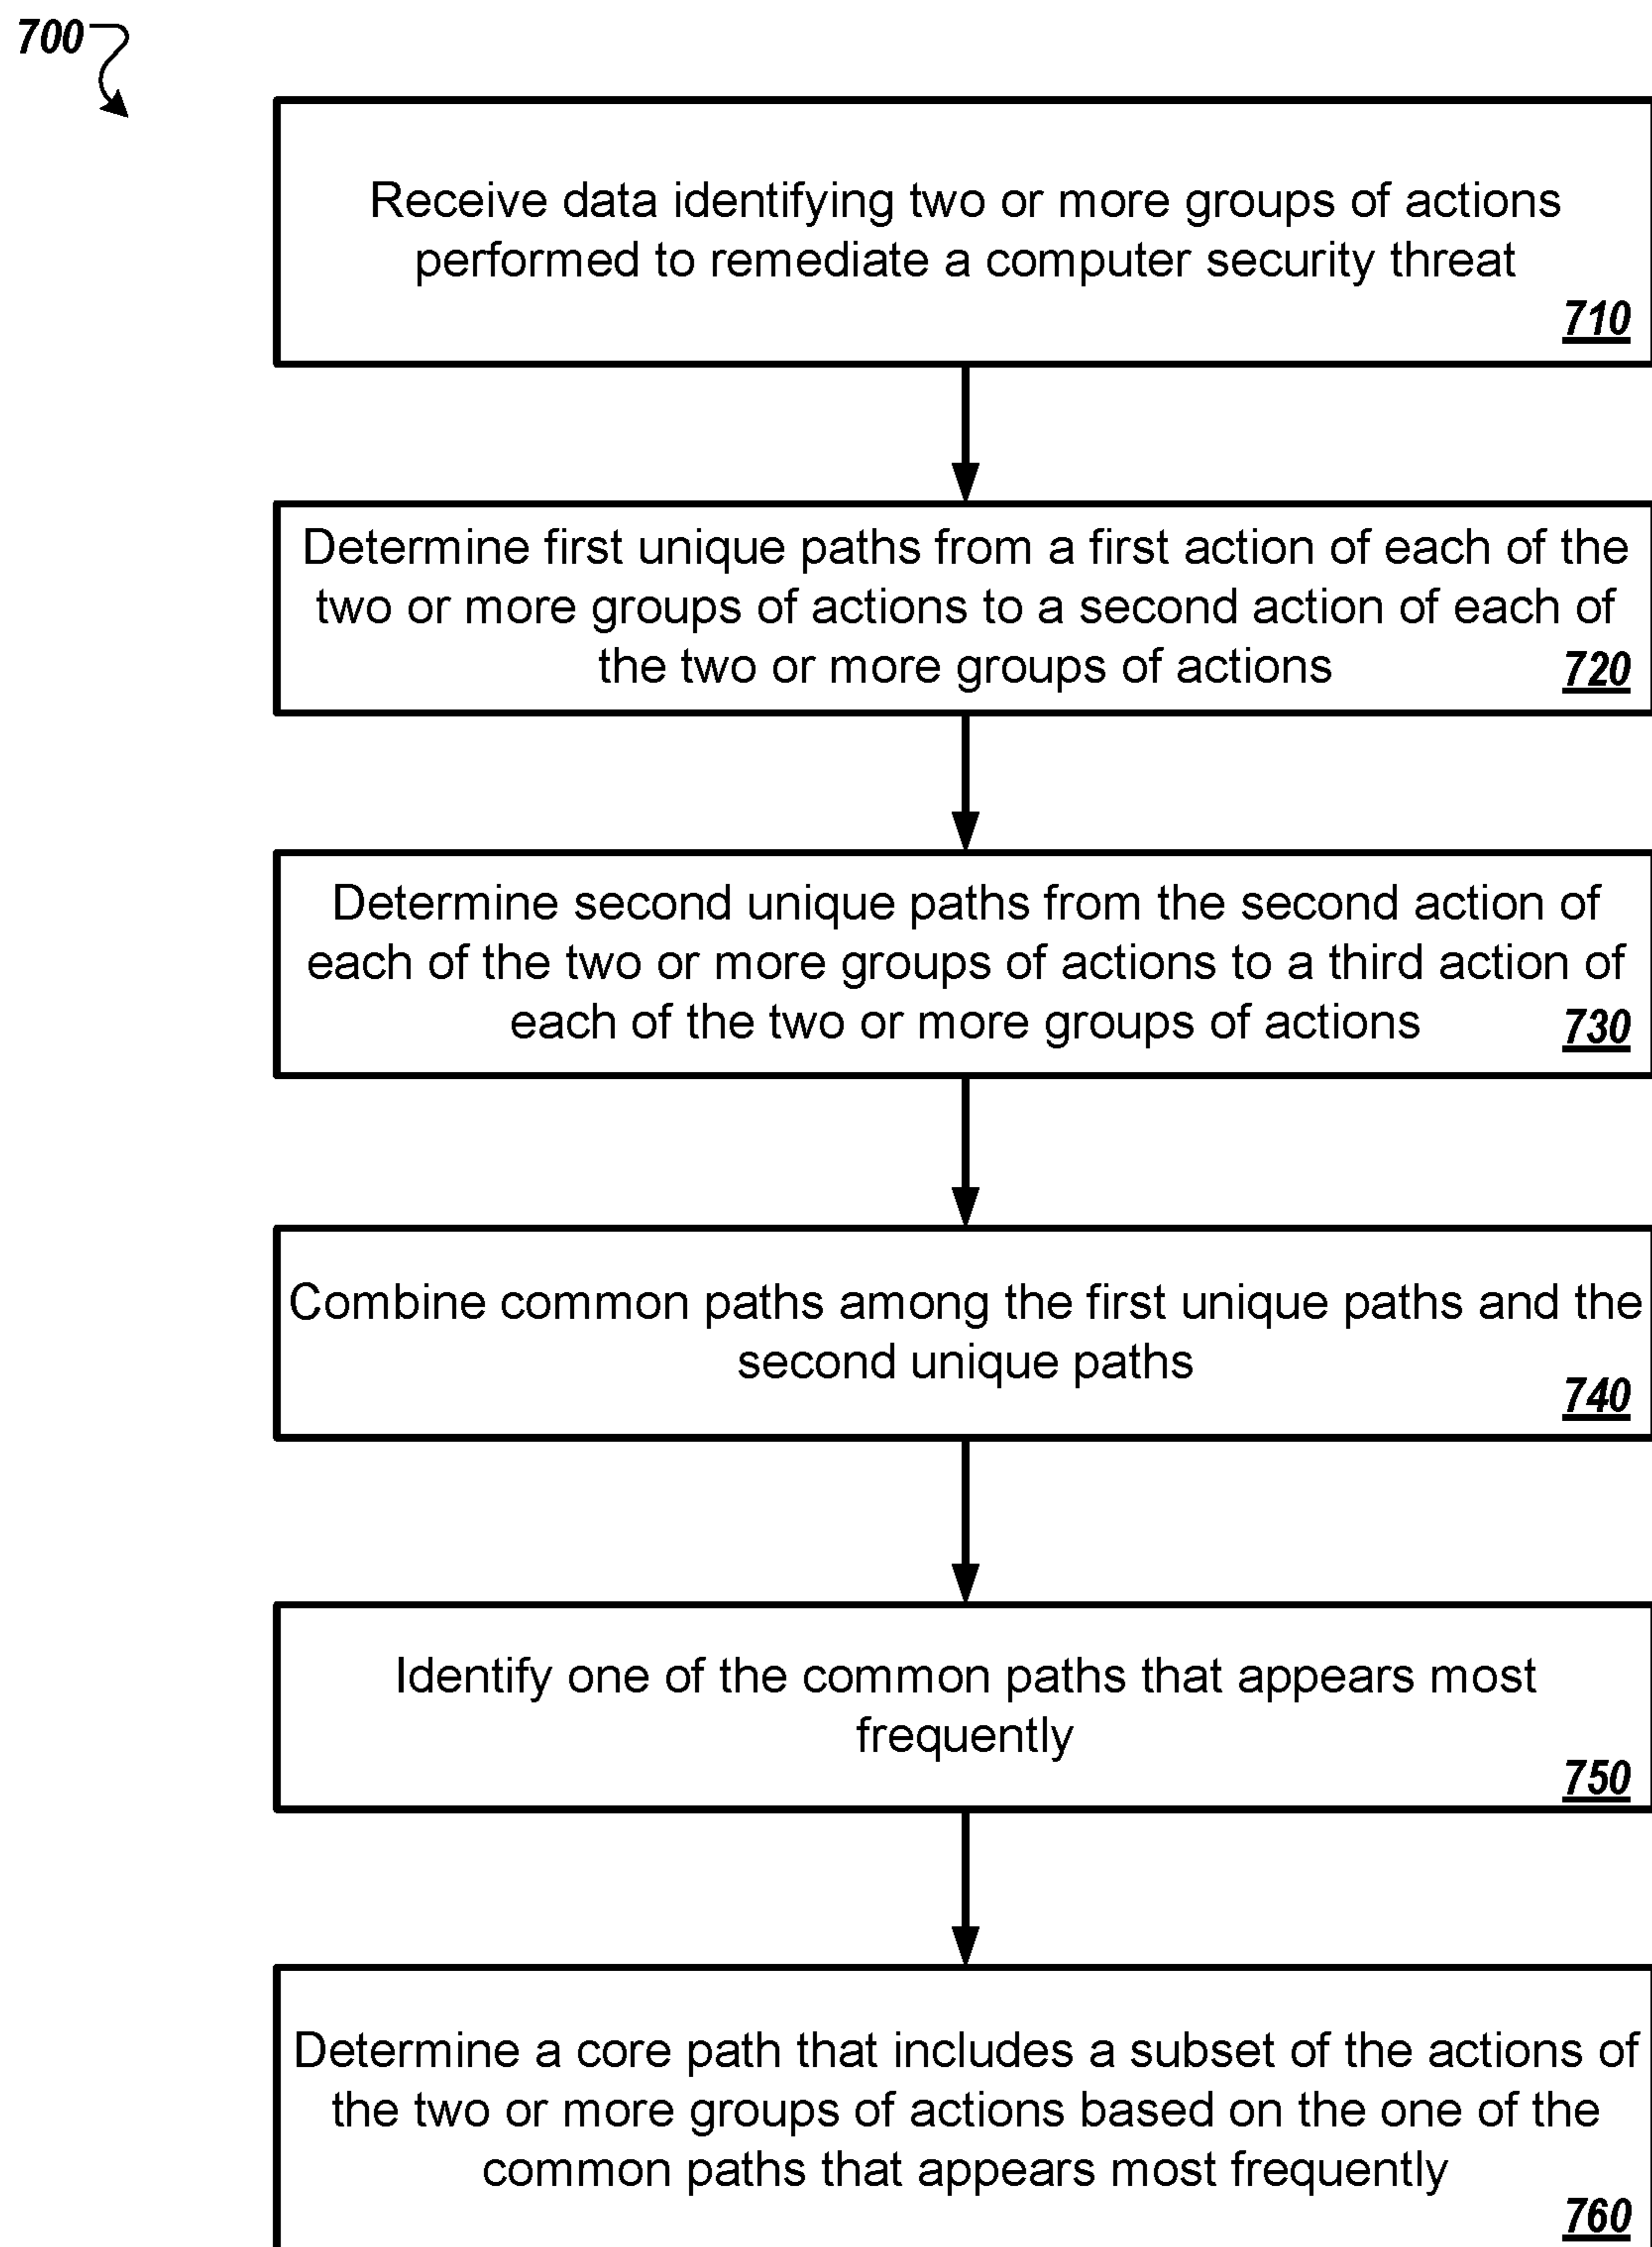 700
Receive data identifying two or more groups of actions
performed to remediate a computer security threat
710
Determine first unique paths from a first action of each of the
two or more groups of actions to a second action of each of
the two or more groups of actions
720
Determine second unique paths from the second action of
each of the two or more groups of actions to a third action of
each of the two or more groups of actions
730
Combine common paths among the first unique paths and the
second unique paths
740
Identify one of the common paths that appears most
frequently
750
Determine a core path that includes a subset of the actions of
the two or more groups of actions based on the one of the
common paths that appears most frequently
760